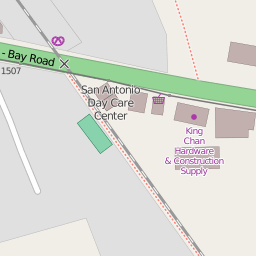 - Bay Road
1507
San Antonio
Day Care
Center
King
Chan
Hardware
& Construction
Supply